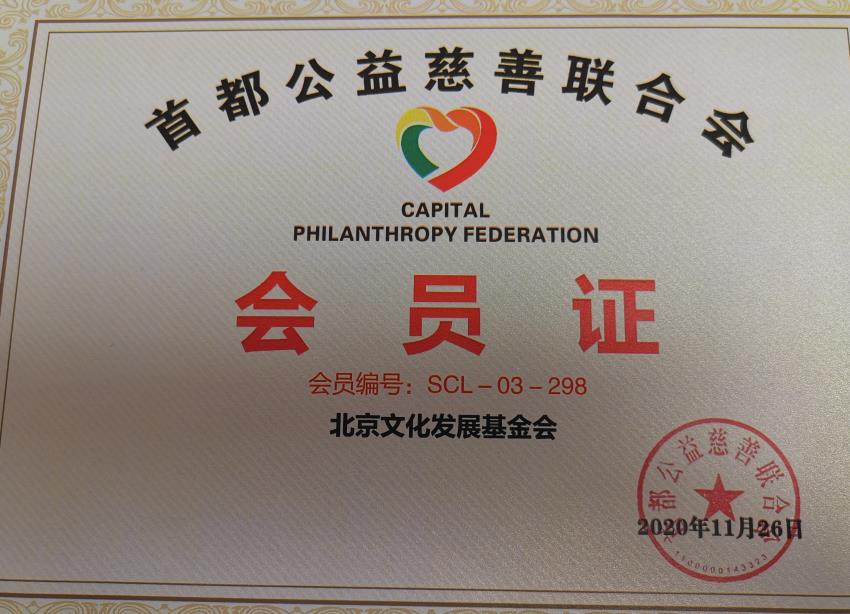 首都公益慈善联合会
CAPITAL
PHILANTHROPY FEDERATION
会员证
会员编号：SCL－03－298
北京文化发展基金会
首都公益慈善联合会
2020年11月26日
1100000143323